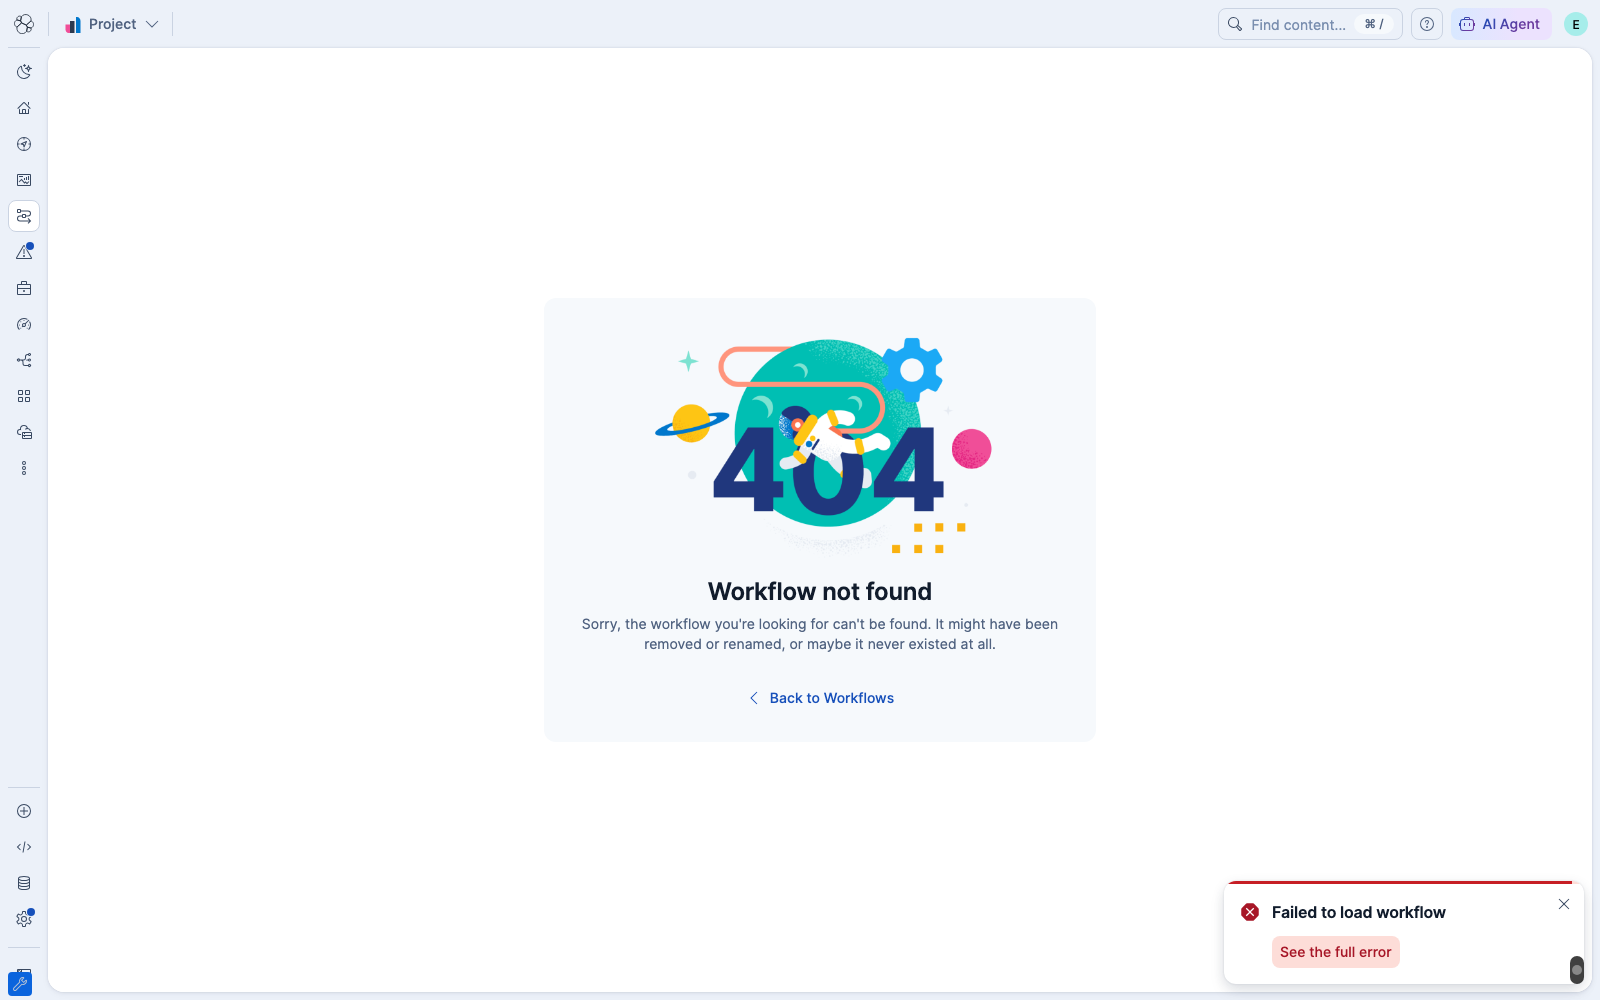 Project
Find content...
⌘ /
AI Agent
E
404
Workflow not found
Sorry, the workflow you're looking for can't be found. It might have been
removed or renamed, or maybe it never existed at all.
Back to Workflows
Failed to load workflow
See the full error